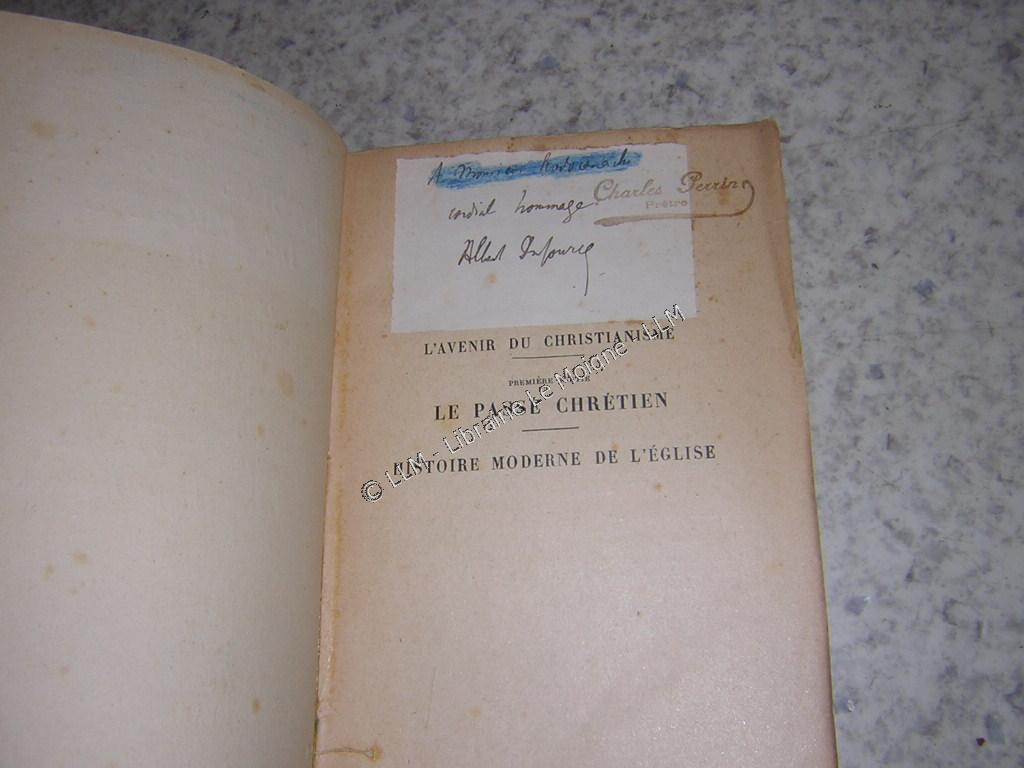 A Monsieur
cordial hommage
Albert Dufourcq
Charles Perrin
Prêtre
L'AVENIR DU CHRISTIANISME
PREMIÈRE PARTIE
LE PASSÉ CHRÉTIEN
HISTOIRE MODERNE DE L'ÉGLISE
© LLM - Librairie Le Moigne - LLM